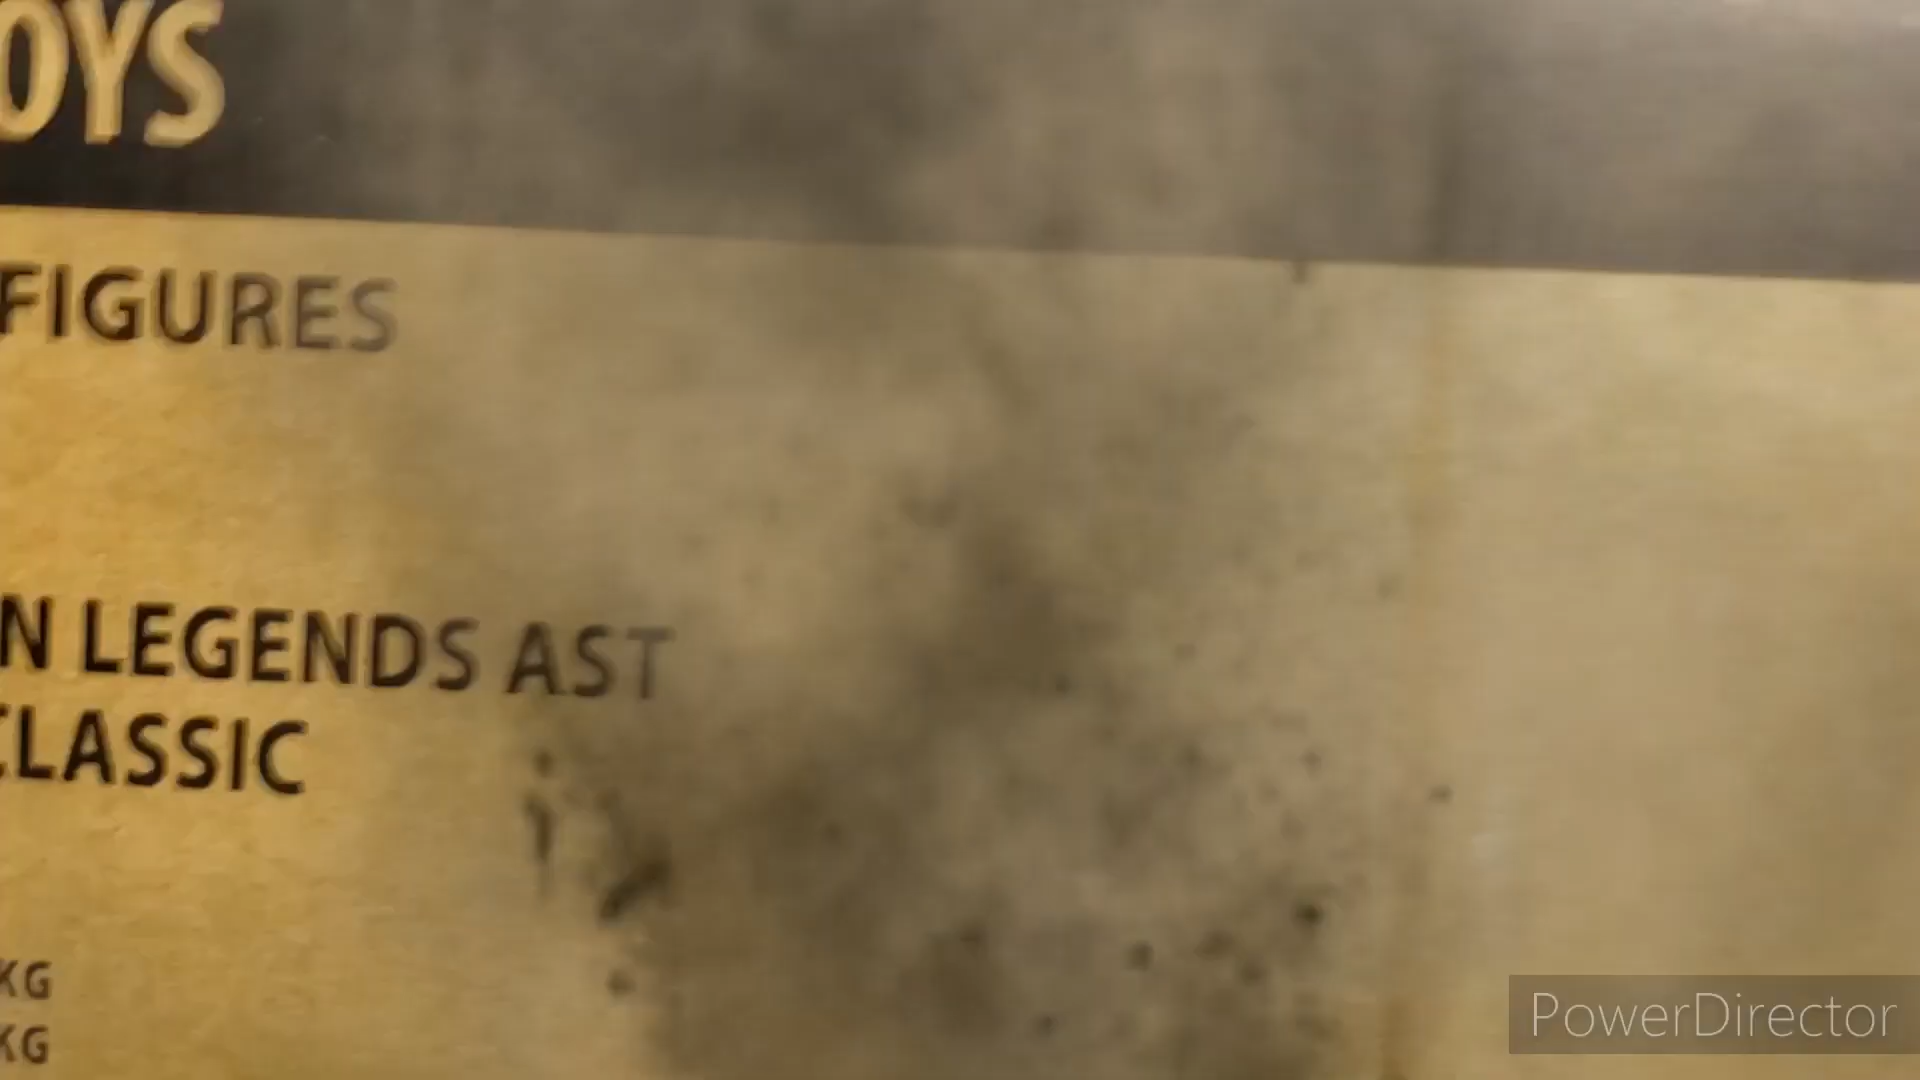 OYS
FIGURES
N LEGENDS AST
CLASSIC
KG
KG
PowerDirector